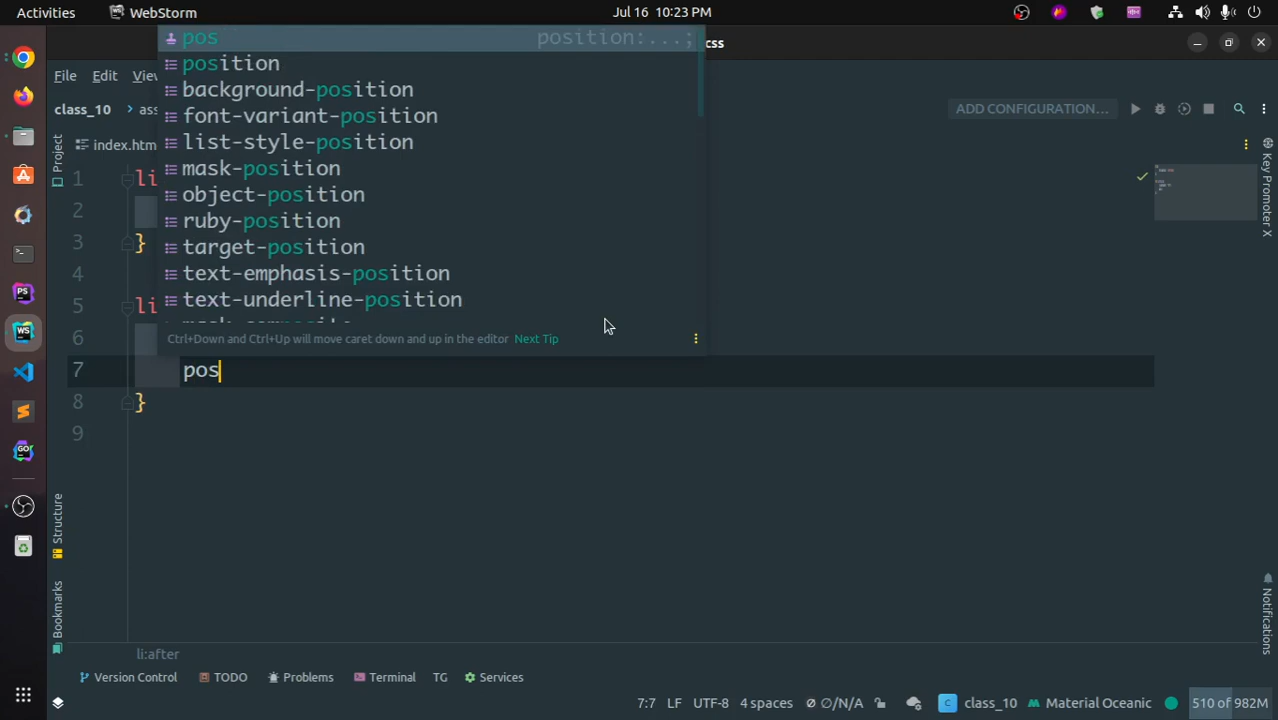 Activities WebStorm Jul 16 10:23 PM
css
File Edit Vie
class_10 ass ADD CONFIGURATION...
index.htm
pos position:...;
position
background-position
font-variant-position
list-style-position
mask-position
object-position
ruby-position
target-position
text-emphasis-position
text-underline-position
Ctrl+Down and Ctrl+Up will move caret down and up in the editor Next Tip
1 li
2
3 }
4
5 li
6
7 pos
8 }
9
Project
Structure
Bookmarks
Key Promoter X
Notifications
li:after
Version Control TODO Problems Terminal TG Services
7:7 LF UTF-8 4 spaces ∅/N/A C class_10 Material Oceanic 510 of 982M